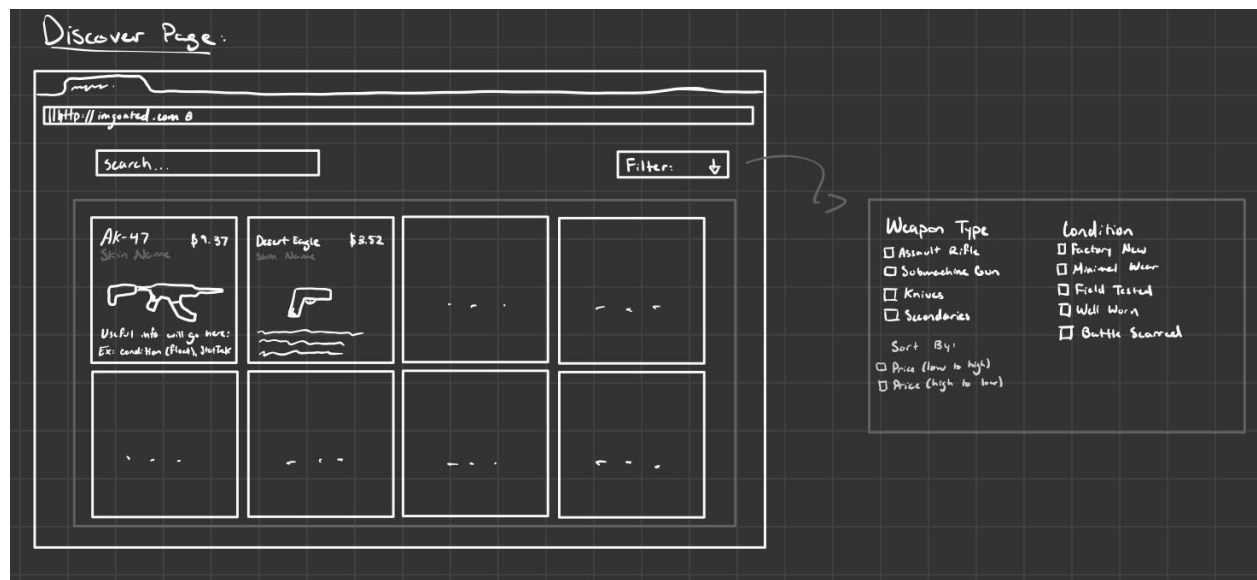 Discover Page:
http://imgoated.com
search...
Filter:
AK-47 $9.37
Skin Name
Useful info will go here:
Ex: condition (Float), StatTrak
Desert Eagle $3.52
Skin Name
Weapon Type
Assault Rifle
Submachine Gun
Knives
Secondaries
Sort By:
Price (low to high)
Price (high to low)
Condition
Factory New
Minimal Wear
Field Tested
Well Worn
Battle Scarred